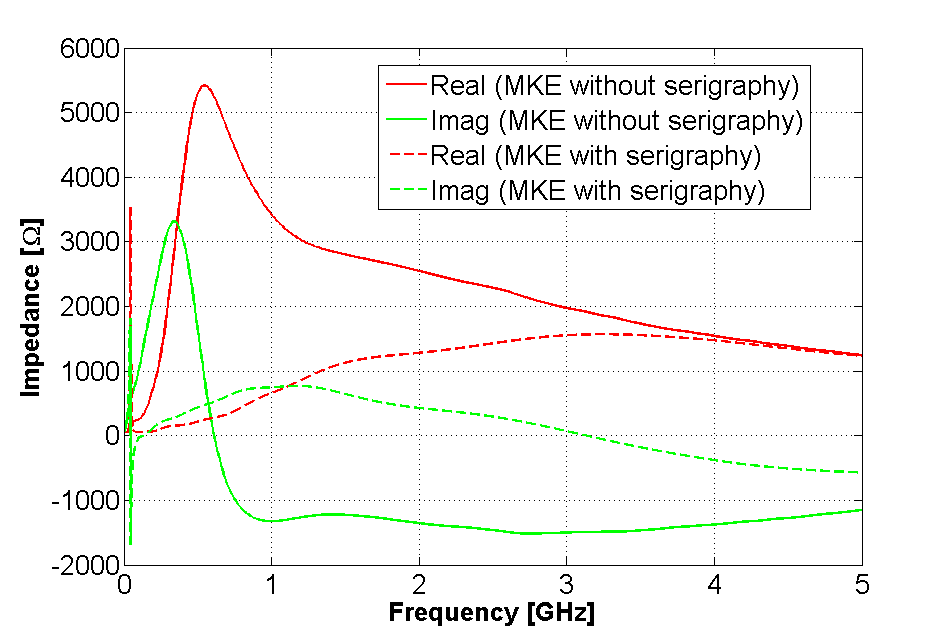 6000
5000
4000
3000
2000
1000
0
-1000
-2000
Impedance [Ω]
Real (MKE without serigraphy)
Imag (MKE without serigraphy)
Real (MKE with serigraphy)
Imag (MKE with serigraphy)
0 1 2 3 4 5
Frequency [GHz]